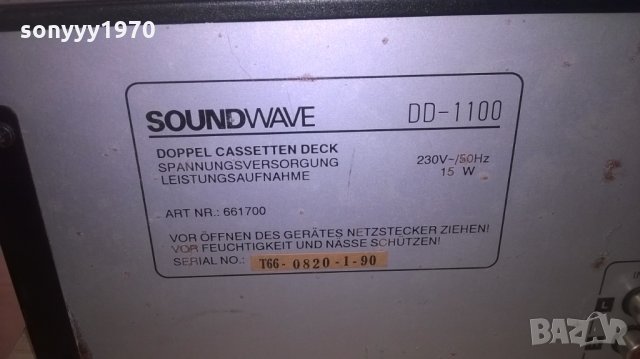 sonyyy1970
SOUNDWAVE DD-1100
DOPPEL CASSETTEN DECK
SPANNUNGSVERSORGUNG 230V~/50Hz
LEISTUNGSAUFNAHME 15 W
ART NR.: 661700
VOR ÖFFNEN DES GERÄTES NETZSTECKER ZIEHEN!
VOR FEUCHTIGKEIT UND NÄSSE SCHÜTZEN!
SERIAL NO.: T66-0820-1-90
L
BAZAR